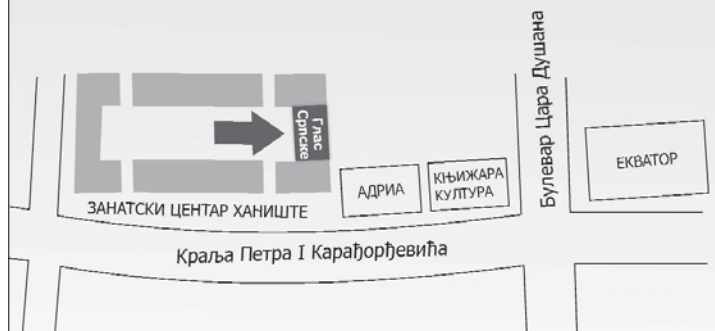 Булевар Цара Душана
Глас
Српске
ЕКВАТОР
АДРИА
КЊИЖАРА
КУЛТУРА
ЗАНАТСКИ ЦЕНТАР ХАНИШТЕ
Краља Петра I Карађорђевића